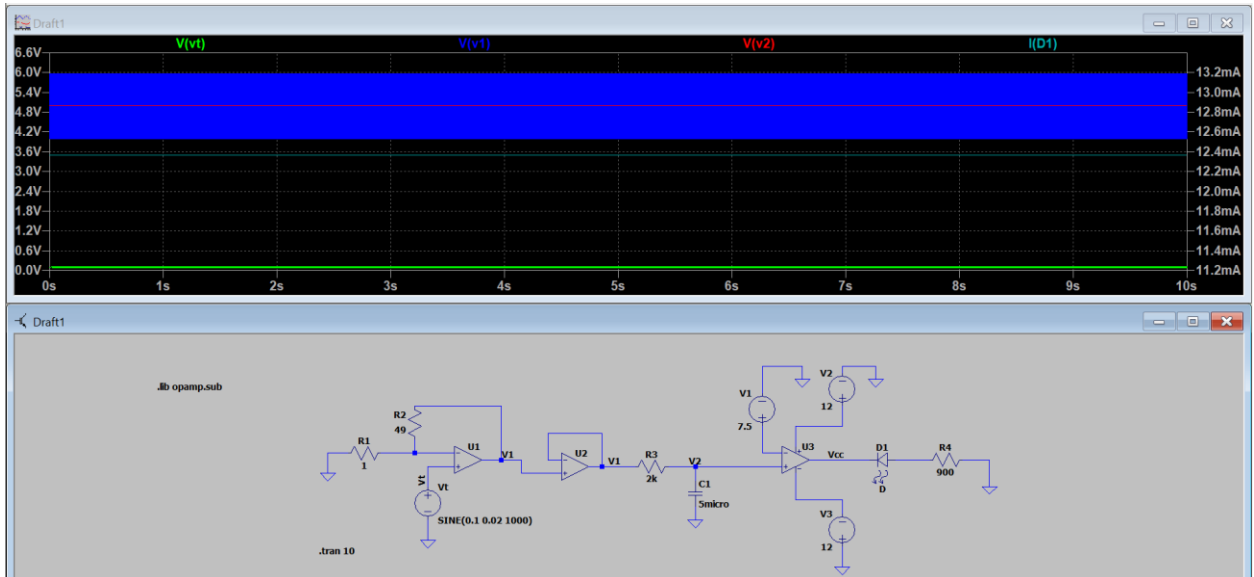 Draft1
V(vt) V(v1) V(v2) I(D1)
6.6V
6.0V 13.2mA
5.4V 13.0mA
4.8V 12.8mA
4.2V 12.6mA
3.6V 12.4mA
3.0V 12.2mA
2.4V 12.0mA
1.8V 11.8mA
1.2V 11.6mA
0.6V 11.4mA
0.0V 11.2mA
0s 1s 2s 3s 4s 5s 6s 7s 8s 9s 10s
Draft1
.lib opamp.sub
R1
1
R2
49
U1
V1
Vt
Vt
SINE(0.1 0.02 1000)
.tran 10
U2
V1
R3
2k
V2
C1
5micro
V1
7.5
V2
12
U3
Vcc
D1
D
R4
900
V3
12